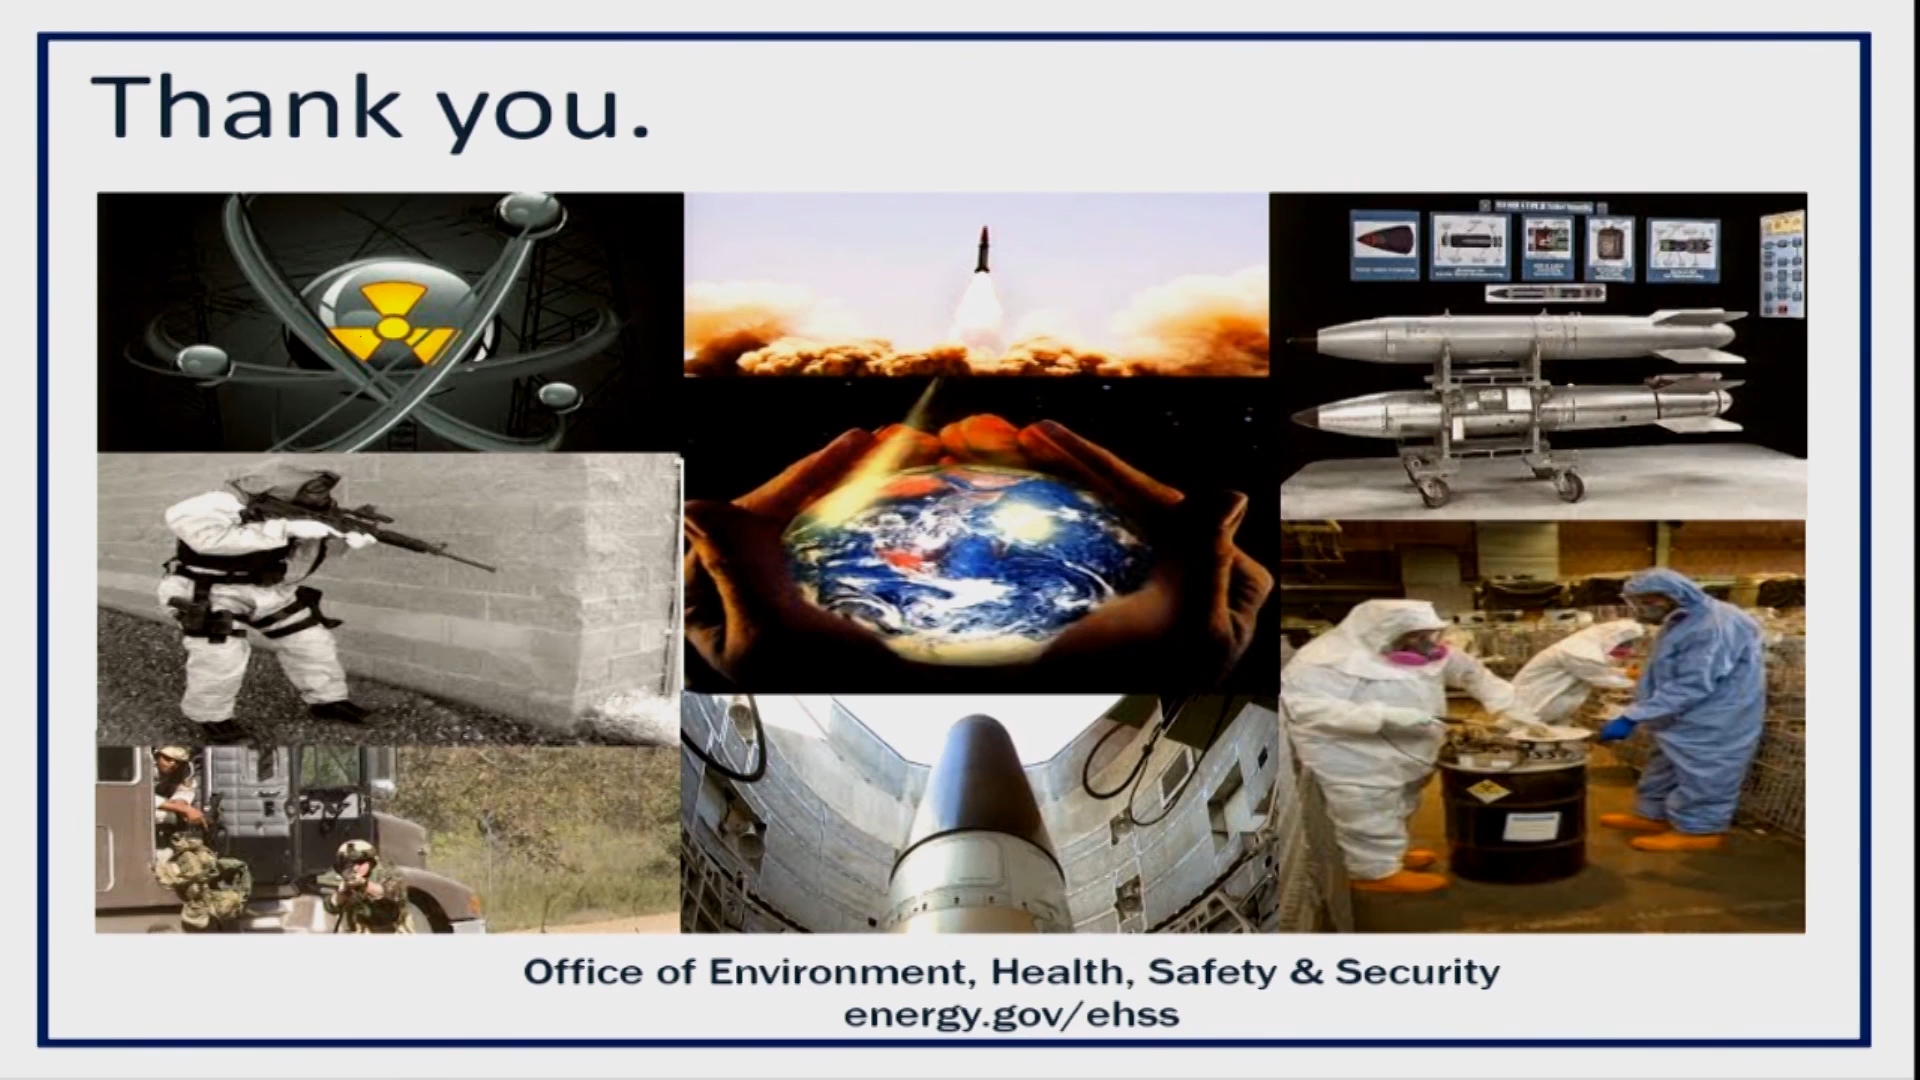 Thank you.
Office of Environment, Health, Safety & Security
energy.gov/ehss